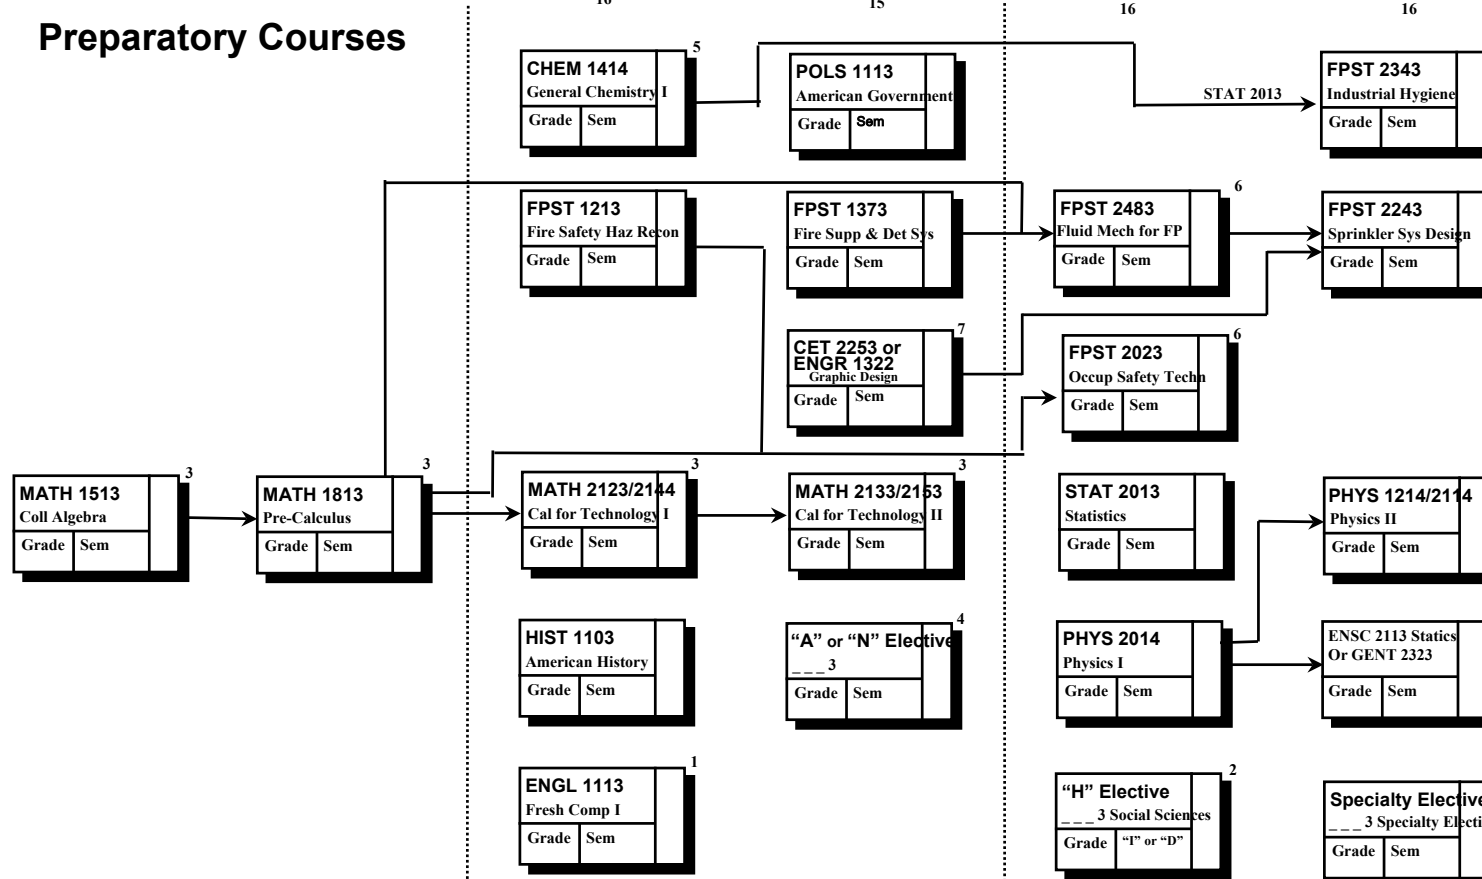 16
15
16
16
Preparatory Courses
5
CHEM 1414
General Chemistry I
Grade
Sem
POLS 1113
American Government
Grade
Sem
STAT 2013
FPST 2343
Industrial Hygiene
Grade
Sem
FPST 1213
Fire Safety Haz Recon
Grade
Sem
FPST 1373
Fire Supp & Det Sys
Grade
Sem
6
FPST 2483
Fluid Mech for FP
Grade
Sem
FPST 2243
Sprinkler Sys Design
Grade
Sem
7
CET 2253 or
ENGR 1322
Graphic Design
Grade
Sem
6
FPST 2023
Occup Safety Techn
Grade
Sem
3
MATH 1513
Coll Algebra
Grade
Sem
3
MATH 1813
Pre-Calculus
Grade
Sem
3
MATH 2123/2144
Cal for Technology I
Grade
Sem
3
MATH 2133/2153
Cal for Technology II
Grade
Sem
STAT 2013
Statistics
Grade
Sem
PHYS 1214/2114
Physics II
Grade
Sem
HIST 1103
American History
Grade
Sem
4
“A” or “N” Elective
_ _ _ 3
Grade
Sem
PHYS 2014
Physics I
Grade
Sem
ENSC 2113 Statics
Or GENT 2323
Grade
Sem
1
ENGL 1113
Fresh Comp I
Grade
Sem
2
“H” Elective
_ _ _ 3 Social Sciences
Grade
“I” or “D”
Specialty Elective
_ _ _ 3 Specialty Electi
Grade
Sem